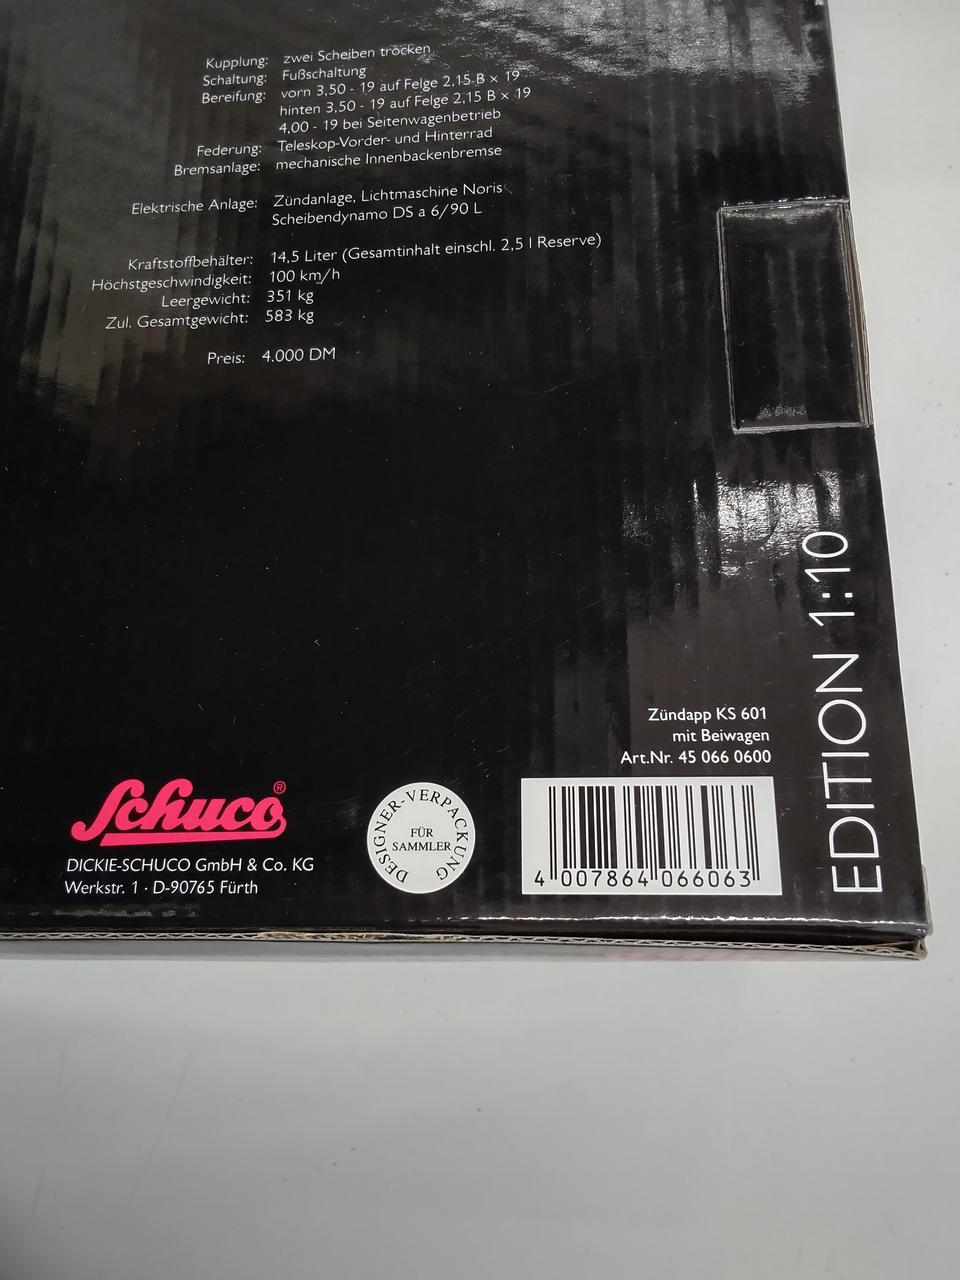 Kupplung: zwei Scheiben trocken
Schaltung: Fußschaltung
Bereifung: vorn 3,50 - 19 auf Felge 2,15 B × 19
hinten 3,50 - 19 auf Felge 2,15 B × 19
4,00 - 19 bei Seitenwagenbetrieb
Federung: Teleskop-Vorder- und Hinterrad
Bremsanlage: mechanische Innenbackenbremse
Elektrische Anlage: Zündanlage, Lichtmaschine Noris
Scheibendynamo DS a 6/90 L
Kraftstoffbehälter: 14,5 Liter (Gesamtinhalt einschl. 2,5 l Reserve)
Höchstgeschwindigkeit: 100 km/h
Leergewicht: 351 kg
Zul. Gesamtgewicht: 583 kg
Preis: 4.000 DM
EDITION 1:10
Zündapp KS 601
mit Beiwagen
Art.Nr. 45 066 0600
Schuco®
DICKIE-SCHUCO GmbH & Co. KG
Werkstr. 1 · D-90765 Fürth
DESIGNER-VERPACKUNG
FÜR
SAMMLER
4 007864 066063